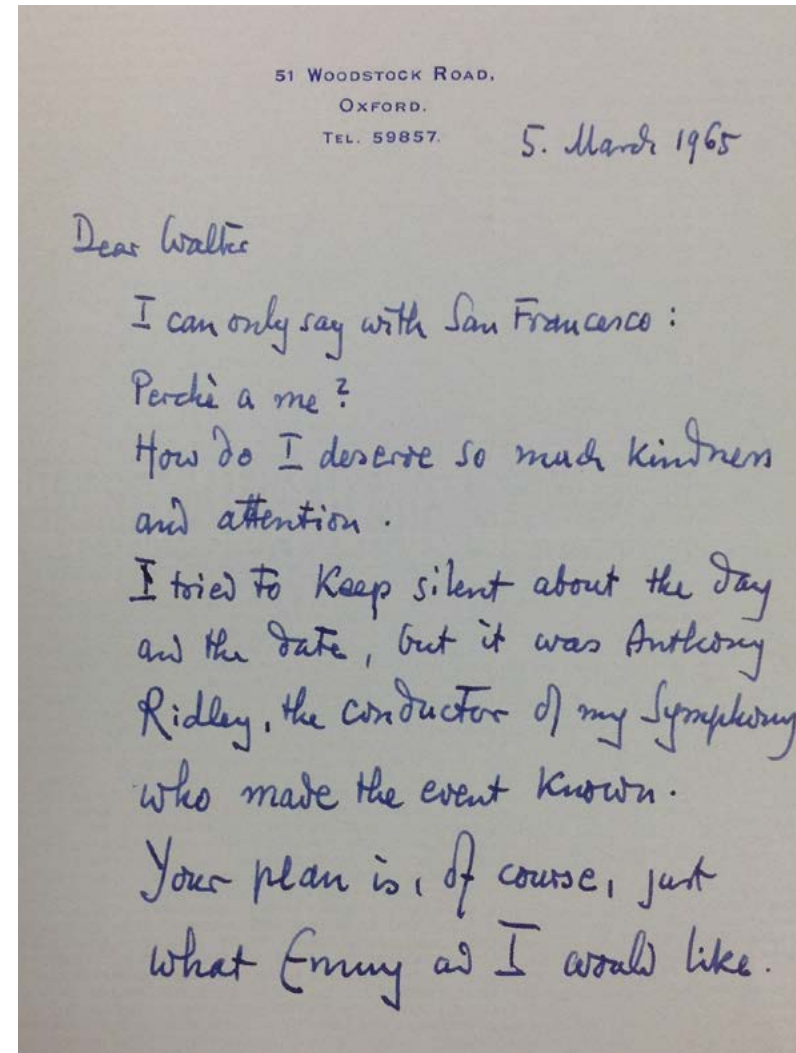 51 WOODSTOCK ROAD,
OXFORD.
TEL. 59857.
5. March 1965
Dear Walter
I can only say with San Francesco:
Perchè a me?
How do I deserve so much kindness
and attention.
I tried to keep silent about the day
and the date, but it was Anthony
Ridley, the conductor of my Symphony
who made the event known.
Your plan is, of course, just
what Emmy and I would like.